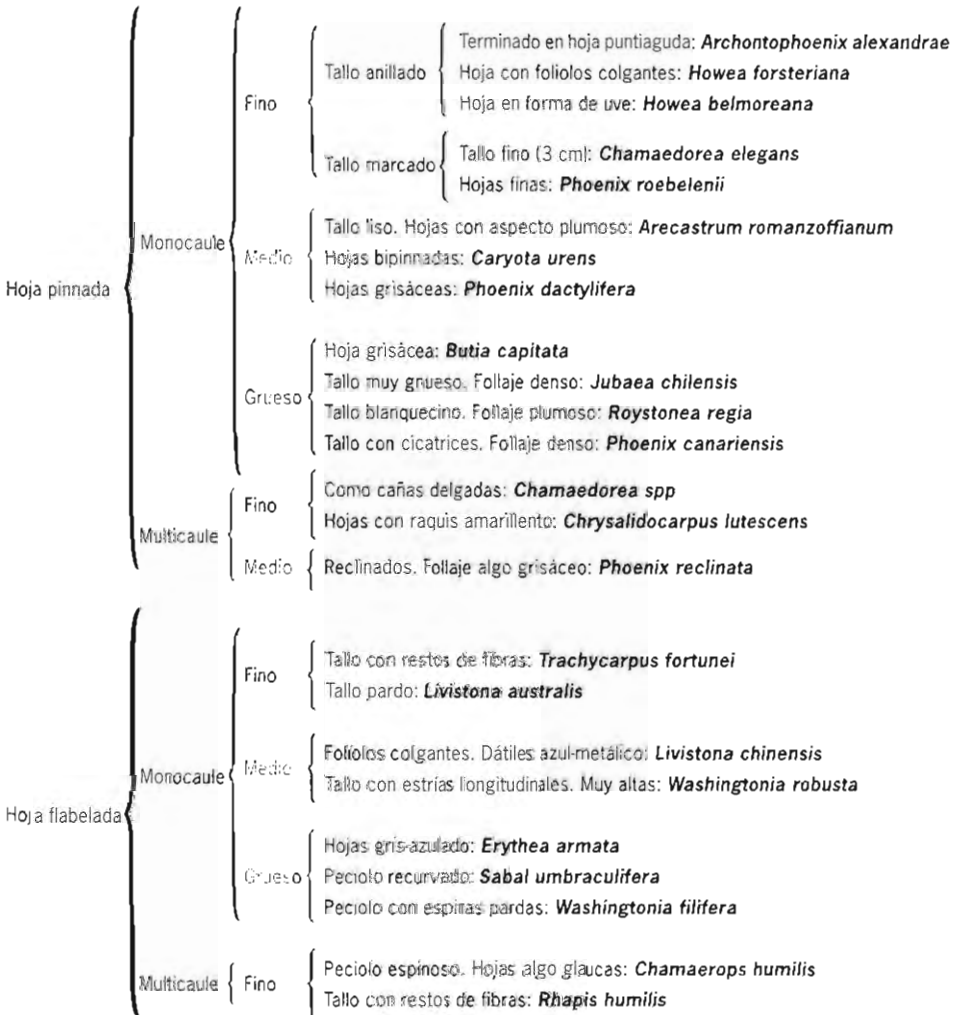 Terminado en hoja puntiaguda: Archontophoenix alexandrae
Tallo anillado
Hoja con foliolos colgantes: Howea forsteriana
Fino
Hoja en forma de uve: Howea belmoreana
Tallo fino (3 cm): Chamaedorea elegans
Tallo marcado
Hojas finas: Phoenix roebelenii
Tallo liso. Hojas con aspecto plumoso: Arecastrum romanzoffianum
Monocaule
Medio
Hojas bipinnadas: Caryota urens
Hoja pinnada
Hojas grisáceas: Phoenix dactylifera
Hoja grisácea: Butia capitata
Tallo muy grueso. Follaje denso: Jubaea chilensis
Grueso
Tallo blanquecino. Follaje plumoso: Roystonea regia
Tallo con cicatrices. Follaje denso: Phoenix canariensis
Como cañas delgadas: Chamaedorea spp
Fino
Hojas con raquis amarillento: Chrysalidocarpus lutescens
Multicaule
Medio
Reclinados. Follaje algo grisáceo: Phoenix reclinata
Tallo con restos de fibras: Trachycarpus fortunei
Fino
Tallo pardo: Livistona australis
Foliolos colgantes. Dátiles azul-metálico: Livistona chinensis
Monocaule
Medio
Tallo con estrías longitudinales. Muy altas: Washingtonia robusta
Hoja flabelada
Hojas gris-azulado: Erythea armata
Grueso
Peciolo recurvado: Sabal umbraculifera
Peciolo con espinas pardas: Washingtonia filifera
Peciolo espinoso. Hojas algo glaucas: Chamaerops humilis
Multicaule
Fino
Tallo con restos de fibras: Rhapis humilis